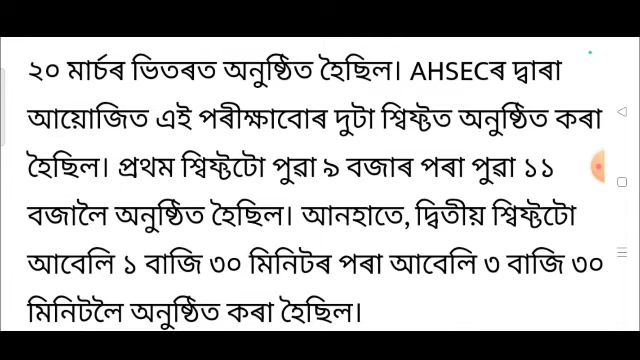 ২০ মাৰ্চৰ ভিতৰত অনুষ্ঠিত হৈছিল। AHSECৰ দ্বাৰা
আয়োজিত এই পৰীক্ষাবোৰ দুটা শ্বিফ্টত অনুষ্ঠিত কৰা
হৈছিল। প্ৰথম শ্বিফ্টটো পুৱা ৯ বজাৰ পৰা পুৱা ১১
বজালৈ অনুষ্ঠিত হৈছিল। আনহাতে, দ্বিতীয় শ্বিফ্টটো
আবেলি ১ বাজি ৩০ মিনিটৰ পৰা আবেলি ৩ বাজি ৩০
মিনিটলৈ অনুষ্ঠিত কৰা হৈছিল।